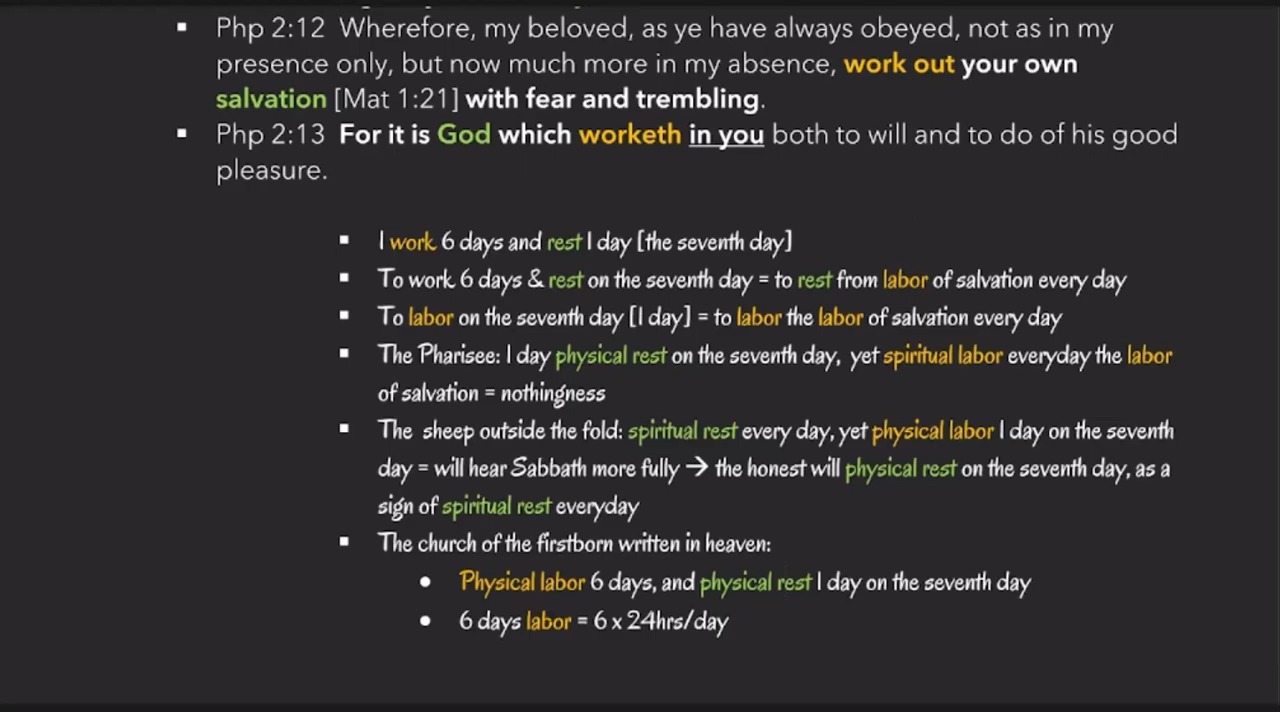 ▪ Php 2:12 Wherefore, my beloved, as ye have always obeyed, not as in my
presence only, but now much more in my absence, work out your own
salvation [Mat 1:21] with fear and trembling.
▪ Php 2:13 For it is God which worketh in you both to will and to do of his good
pleasure.
▪ I work 6 days and rest 1 day [the seventh day]
▪ To work 6 days & rest on the seventh day = to rest from labor of salvation every day
▪ To labor on the seventh day [1 day] = to labor the labor of salvation every day
▪ The Pharisee: 1 day physical rest on the seventh day, yet spiritual labor everyday the labor
of salvation = nothingness
▪ The sheep outside the fold: spiritual rest every day, yet physical labor 1 day on the seventh
day = will hear Sabbath more fully → the honest will physical rest on the seventh day, as a
sign of spiritual rest everyday
▪ The church of the firstborn written in heaven:
• Physical labor 6 days, and physical rest 1 day on the seventh day
• 6 days labor = 6 x 24hrs/day